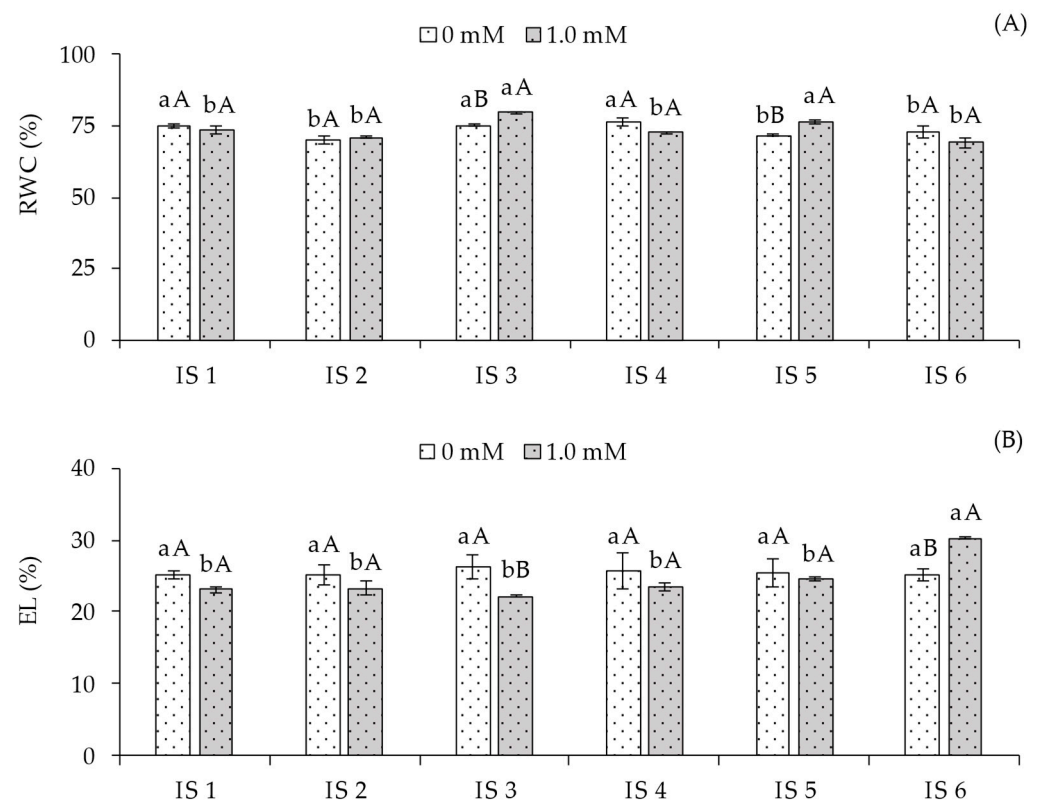 (A)
0 mM 1.0 mM
100
75
50
25
0
RWC (%)
aA bA bA bA aB aA aA bA bB aA bA bA
IS 1 IS 2 IS 3 IS 4 IS 5 IS 6
(B)
0 mM 1.0 mM
40
30
20
10
0
EL (%)
aA bA aA bA aA bB aA bA aA bA aB aA
IS 1 IS 2 IS 3 IS 4 IS 5 IS 6